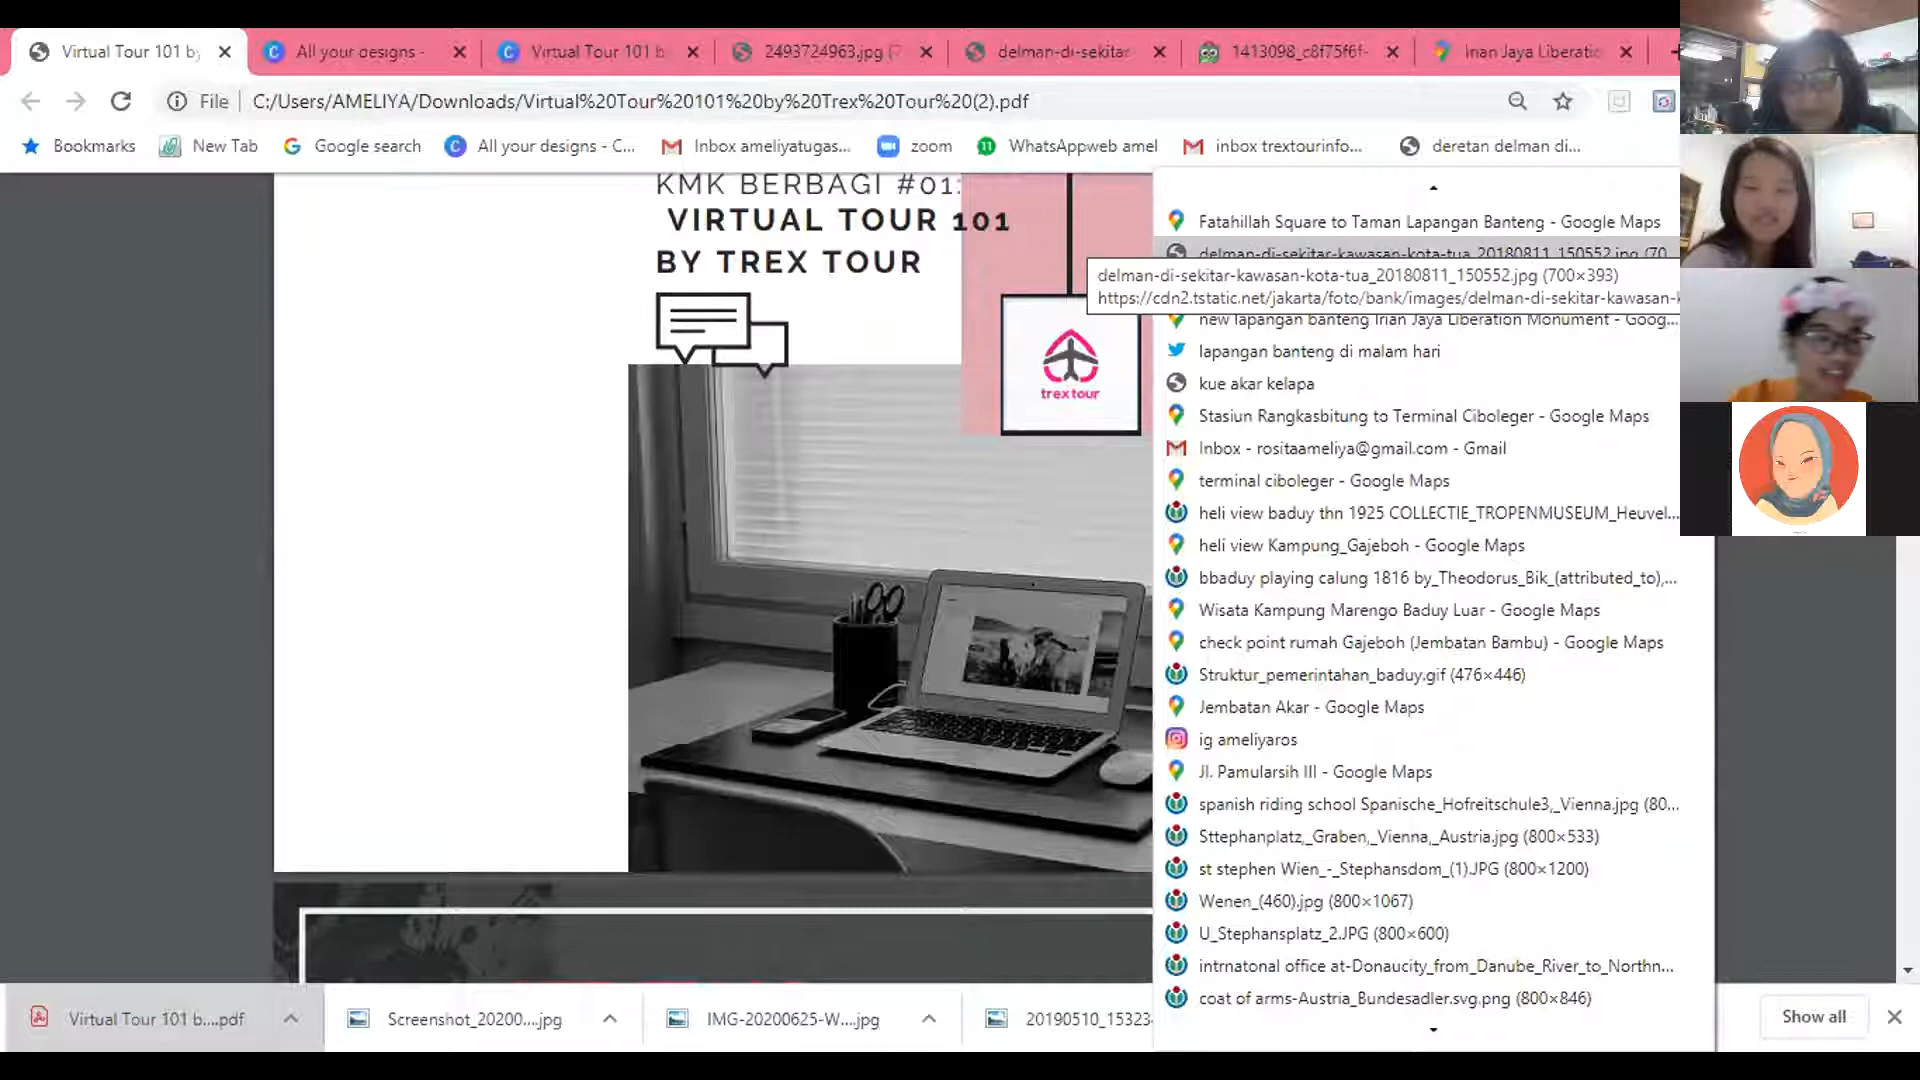 Virtual Tour 101 by
All your designs -
Virtual Tour 101 b
2493724963.jpg (7
delman-di-sekitar
1413098_c8f75f6f-
Irian Jaya Liberatio
File
C:/Users/AMELIYA/Downloads/Virtual%20Tour%20101%20by%20Trex%20Tour%20(2).pdf
Bookmarks
New Tab
Google search
All your designs - C...
Inbox ameliyatugas...
zoom
11
WhatsAppweb amel
inbox trextourinfo...
deretan delman di...
KMK BERBAGI #01:
VIRTUAL TOUR 101
BY TREX TOUR
trex tour
Fatahillah Square to Taman Lapangan Banteng - Google Maps
delman-di-sekitar-kawasan-kota-tua_20180811_150552.jpg (70...
delman-di-sekitar-kawasan-kota-tua_20180811_150552.jpg (700×393)
https://cdn2.tstatic.net/jakarta/foto/bank/images/delman-di-sekitar-kawasan-k
new lapangan banteng Irian Jaya Liberation Monument - Goog...
lapangan banteng di malam hari
kue akar kelapa
Stasiun Rangkasbitung to Terminal Ciboleger - Google Maps
Inbox - rositaameliya@gmail.com - Gmail
terminal ciboleger - Google Maps
heli view baduy thn 1925 COLLECTIE_TROPENMUSEUM_Heuvel...
heli view Kampung_Gajeboh - Google Maps
bbaduy playing calung 1816 by_Theodorus_Bik_(attributed_to),...
Wisata Kampung Marengo Baduy Luar - Google Maps
check point rumah Gajeboh (Jembatan Bambu) - Google Maps
Struktur_pemerintahan_baduy.gif (476×446)
Jembatan Akar - Google Maps
ig ameliyaros
Jl. Pamularsih III - Google Maps
spanish riding school Spanische_Hofreitschule3,_Vienna.jpg (80...
Sttephanplatz,_Graben,_Vienna,_Austria.jpg (800×533)
st stephen Wien_-_Stephansdom_(1).JPG (800×1200)
Wenen_(460).jpg (800×1067)
U_Stephansplatz_2.JPG (800×600)
intrnatonal office at-Donaucity_from_Danube_River_to_Northn...
coat of arms-Austria_Bundesadler.svg.png (800×846)
Virtual Tour 101 b....pdf
Screenshot_20200....jpg
IMG-20200625-W....jpg
20190510_15323
Show all